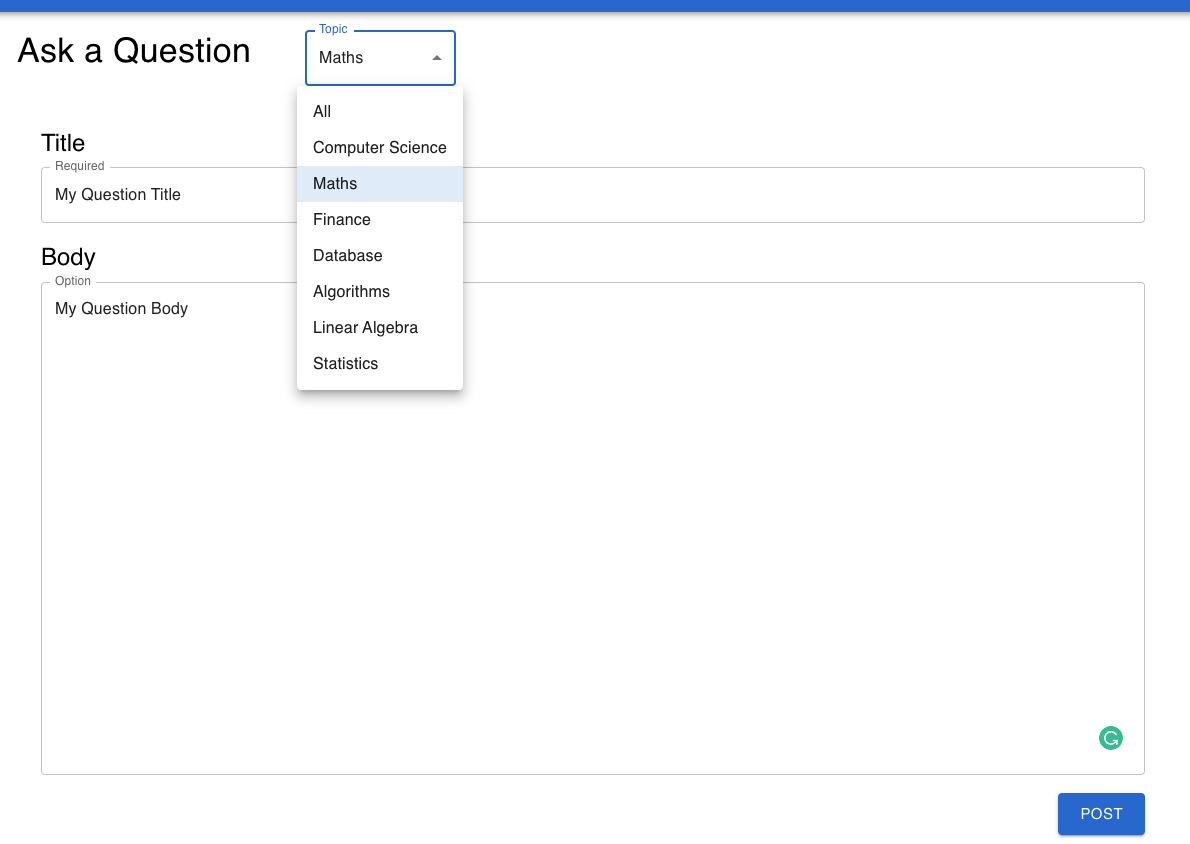 Topic
Ask a Question
Maths
All
Computer Science
Maths
Finance
Database
Algorithms
Linear Algebra
Statistics
Title
Required
My Question Title
Body
Option
My Question Body
POST